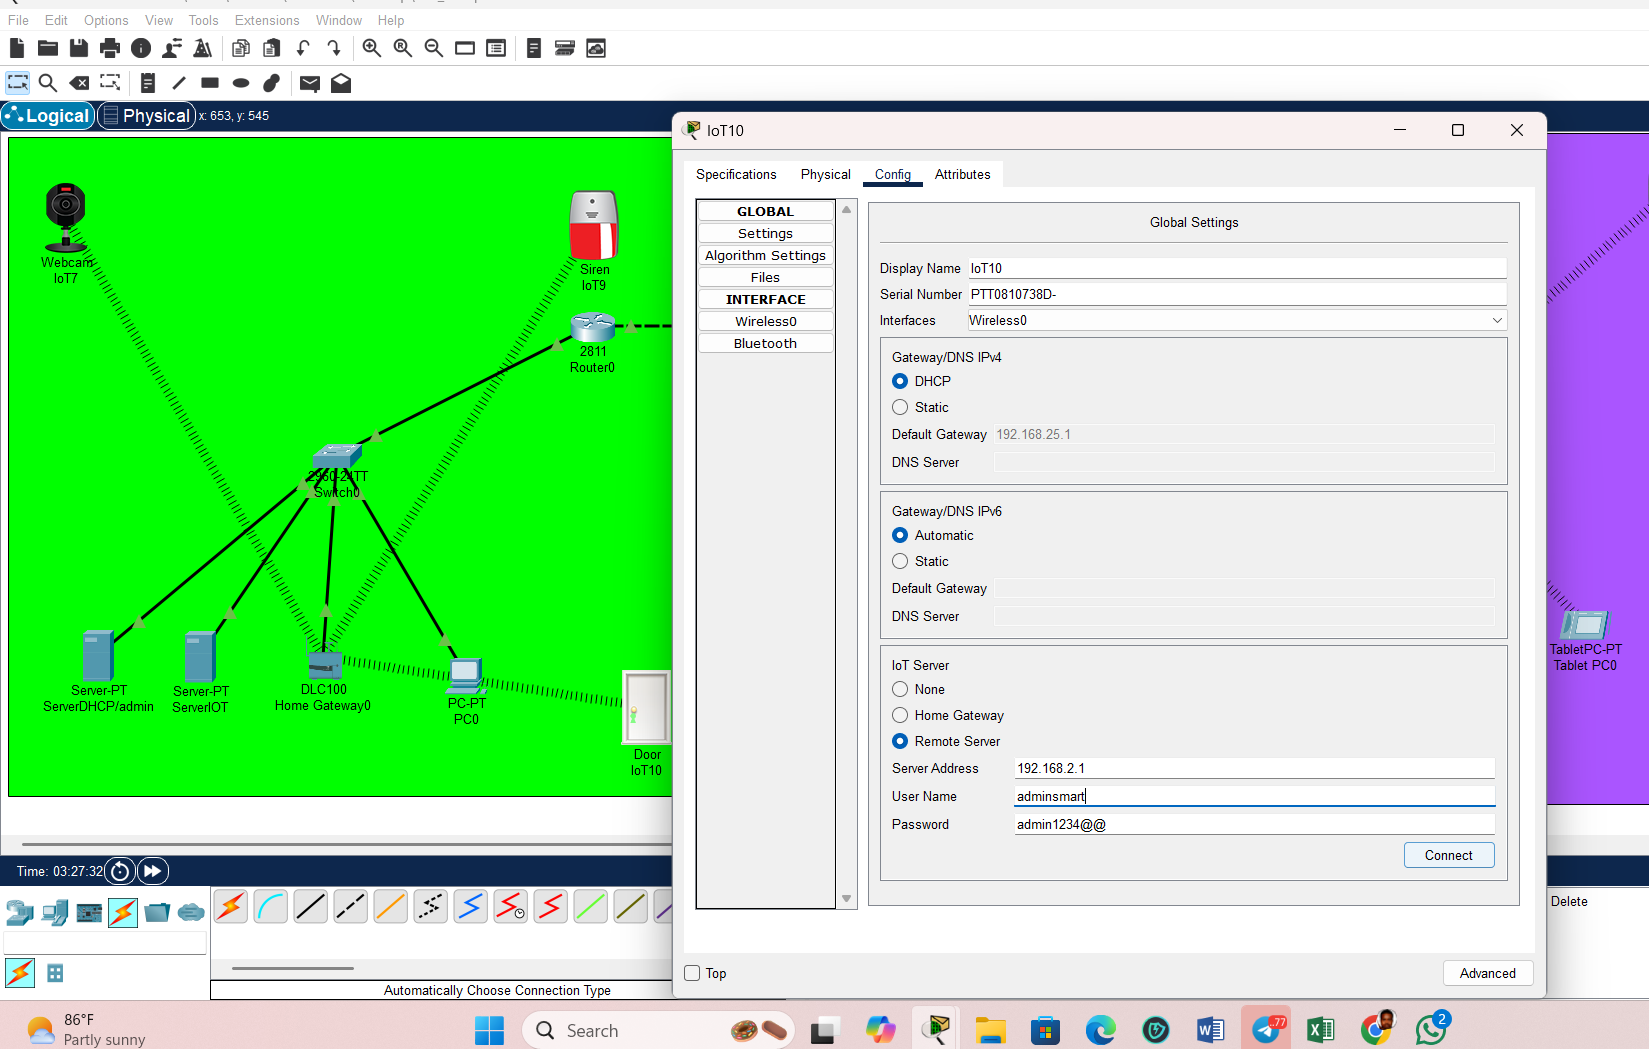 File Edit Options View Tools Extensions Window Help
Logical Physical x: 653, y: 545
Webcam
IoT7
Siren
IoT9
2811
Router0
2960-24TT
Switch0
Server-PT
ServerDHCP/admin
Server-PT
ServerIOT
DLC100
Home Gateway0
PC-PT
PC0
Door
IoT10
IoT10
Specifications Physical Config Attributes
GLOBAL
Settings
Algorithm Settings
Files
INTERFACE
Wireless0
Bluetooth
Global Settings
Display Name IoT10
Serial Number PTT0810738D-
Interfaces Wireless0
Gateway/DNS IPv4
DHCP
Static
Default Gateway 192.168.25.1
DNS Server
Gateway/DNS IPv6
Automatic
Static
Default Gateway
DNS Server
IoT Server
None
Home Gateway
Remote Server
Server Address 192.168.2.1
User Name adminsmart
Password admin1234@@
Connect
Top
Advanced
TabletPC-PT
Tablet PC0
Time: 03:27:32
Delete
Automatically Choose Connection Type
86°F
Partly sunny
Search
77
2